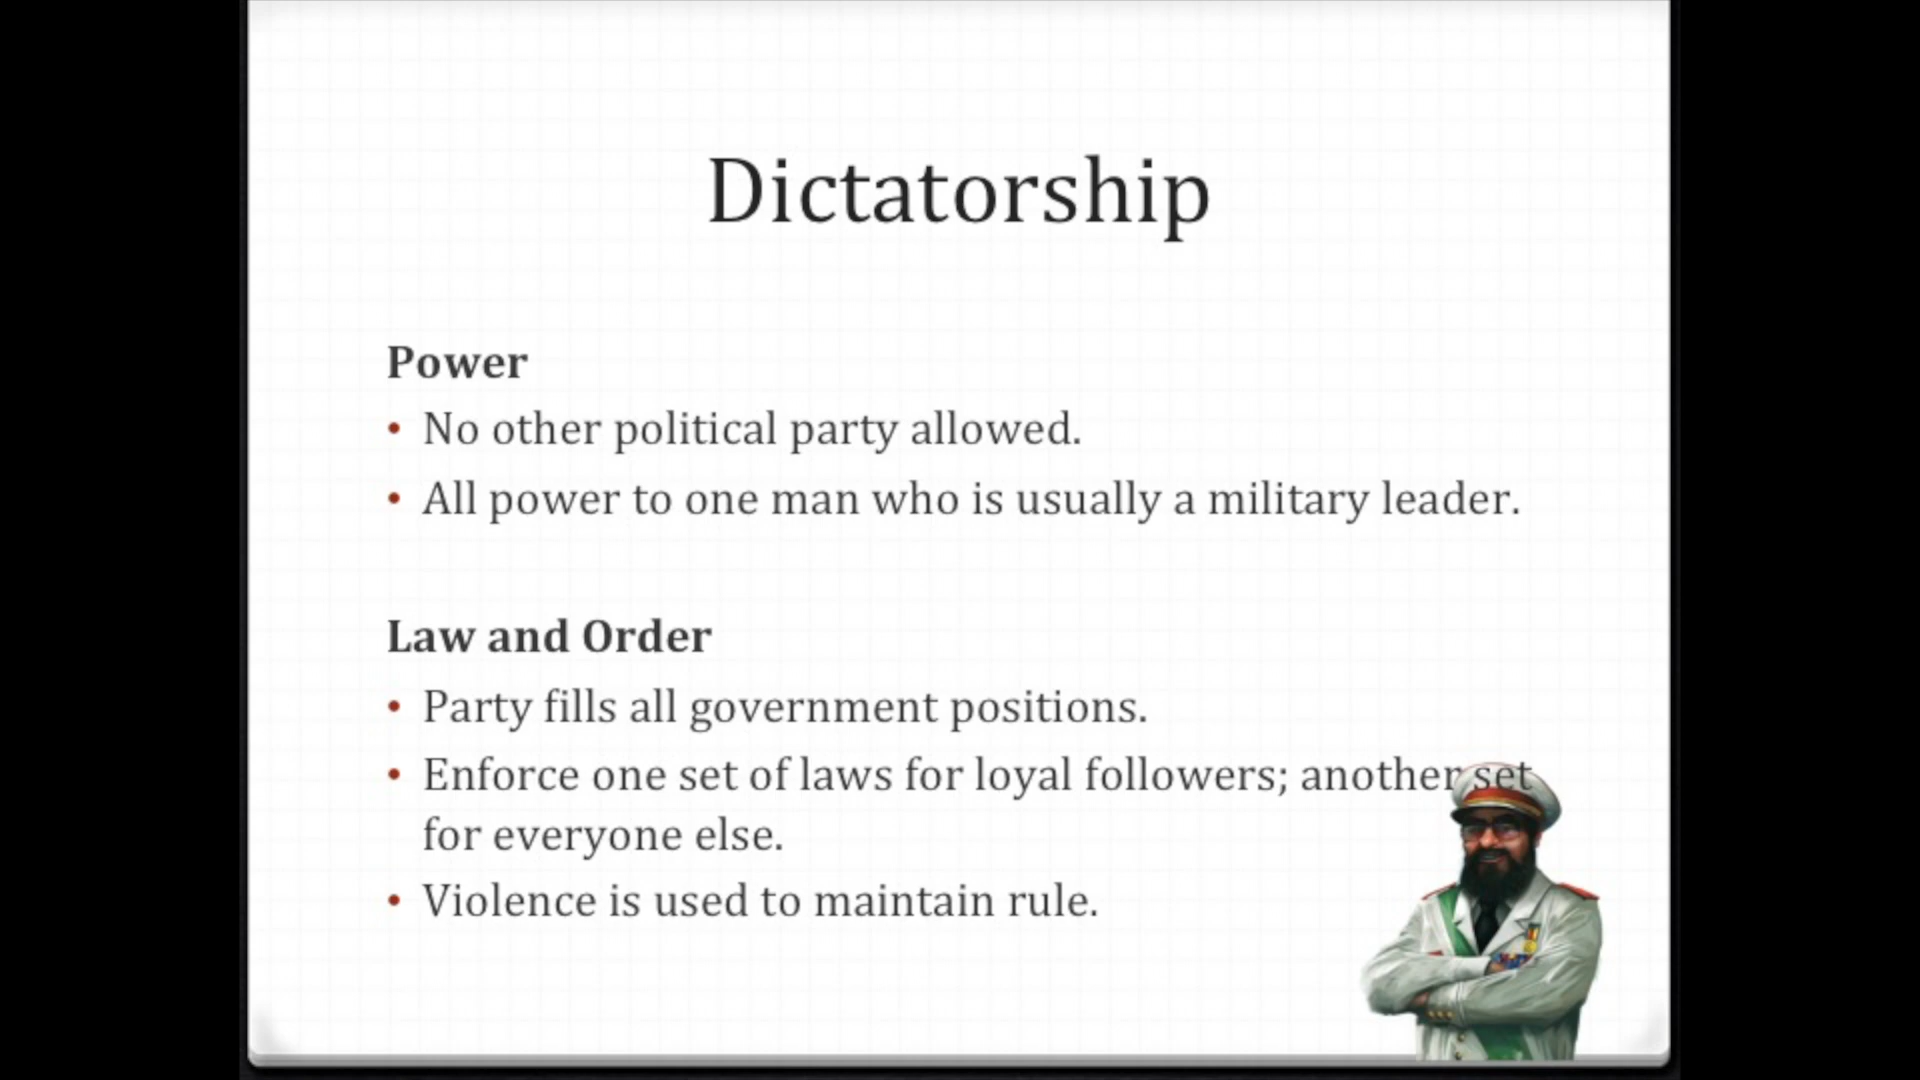 Dictatorship
Power
• No other political party allowed.
• All power to one man who is usually a military leader.
Law and Order
• Party fills all government positions.
• Enforce one set of laws for loyal followers; another set
for everyone else.
• Violence is used to maintain rule.